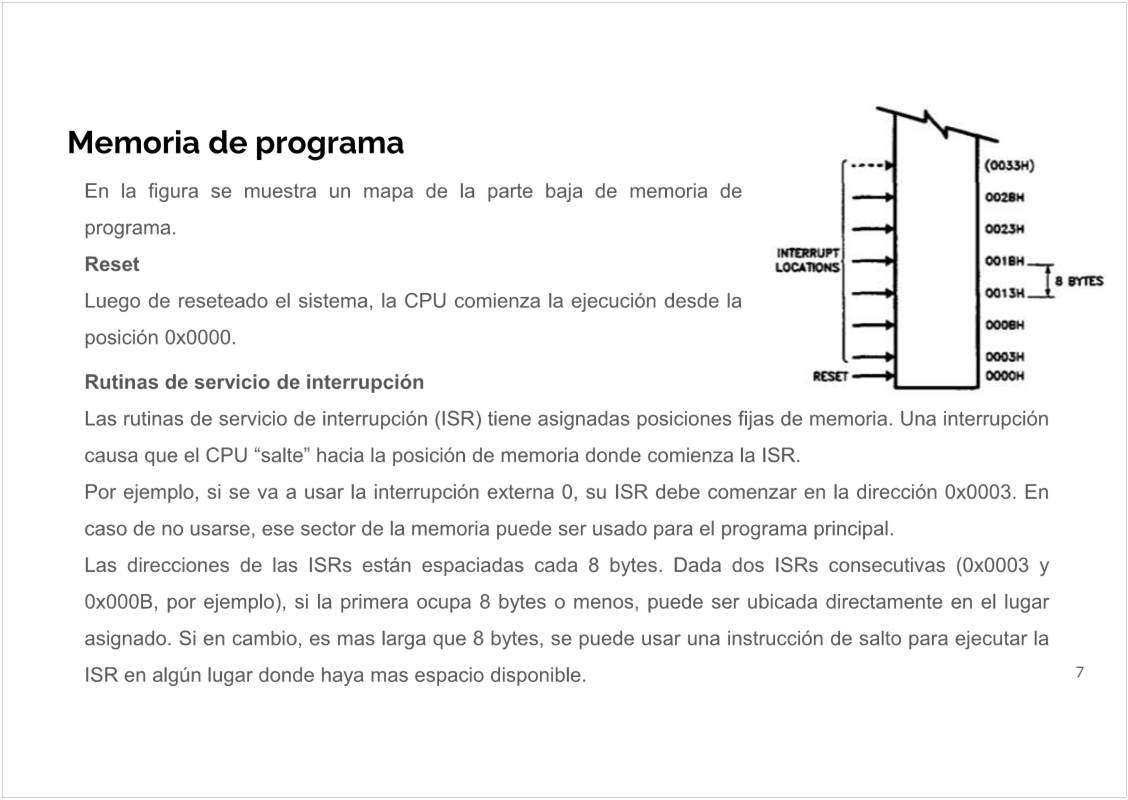 Memoria de programa
En la figura se muestra un mapa de la parte baja de memoria de
programa.
Reset
Luego de reseteado el sistema, la CPU comienza la ejecución desde la
posición 0x0000.
(0033H)
002BH
0023H
INTERRUPT
LOCATIONS
001BH
8 BYTES
0013H
000BH
0003H
RESET
0000H
Rutinas de servicio de interrupción
Las rutinas de servicio de interrupción (ISR) tiene asignadas posiciones fijas de memoria. Una interrupción
causa que el CPU “salte” hacia la posición de memoria donde comienza la ISR.
Por ejemplo, si se va a usar la interrupción externa 0, su ISR debe comenzar en la dirección 0x0003. En
caso de no usarse, ese sector de la memoria puede ser usado para el programa principal.
Las direcciones de las ISRs están espaciadas cada 8 bytes. Dada dos ISRs consecutivas (0x0003 y
0x000B, por ejemplo), si la primera ocupa 8 bytes o menos, puede ser ubicada directamente en el lugar
asignado. Si en cambio, es mas larga que 8 bytes, se puede usar una instrucción de salto para ejecutar la
ISR en algún lugar donde haya mas espacio disponible.
7